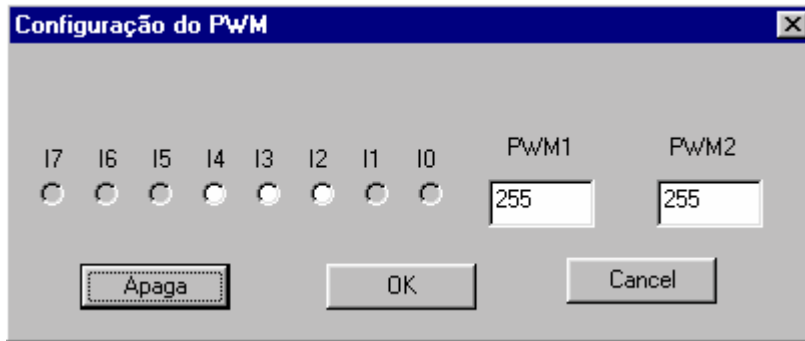 Configuração do PWM
I7 I6 I5 I4 I3 I2 I1 I0 PWM1 PWM2
255 255
Apaga OK Cancel